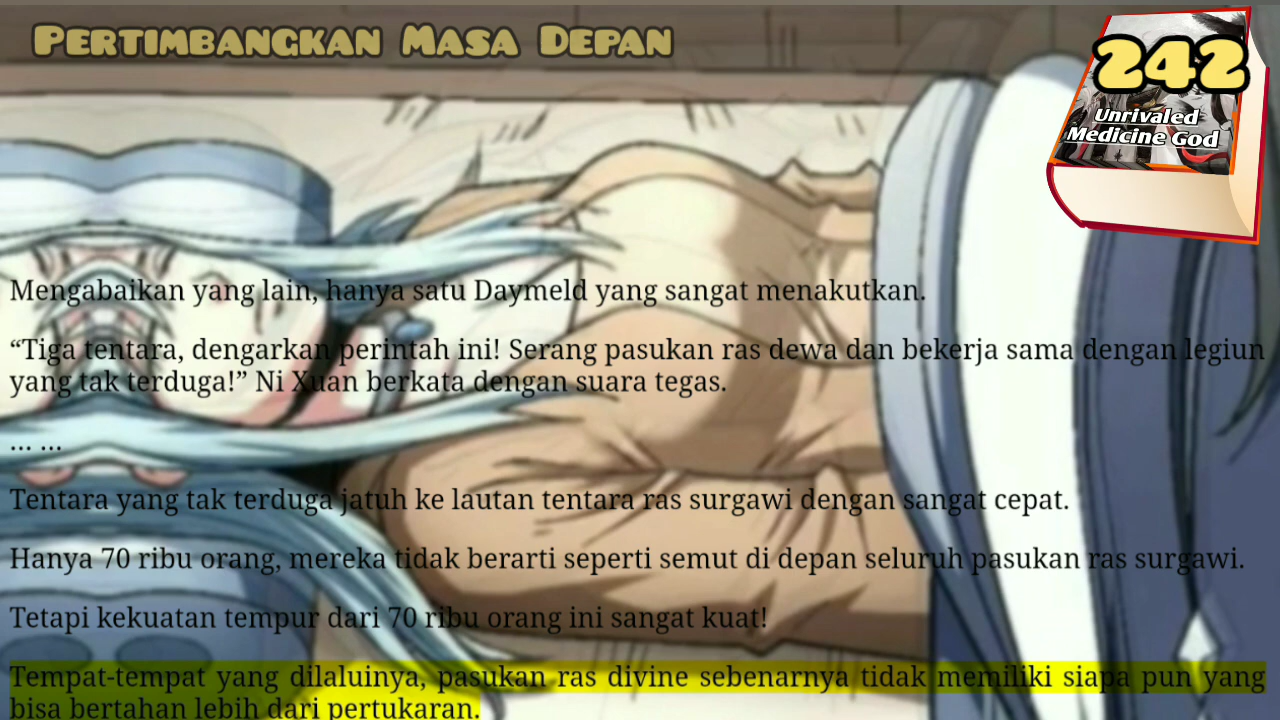 Pertimbangkan Masa Depan
242
Unrivaled
Medicine God
Mengabaikan yang lain, hanya satu Daymeld yang sangat menakutkan.
“Tiga tentara, dengarkan perintah ini! Serang pasukan ras dewa dan bekerja sama dengan legiun
yang tak terduga!” Ni Xuan berkata dengan suara tegas.
... ...
Tentara yang tak terduga jatuh ke lautan tentara ras surgawi dengan sangat cepat.
Hanya 70 ribu orang, mereka tidak berarti seperti semut di depan seluruh pasukan ras surgawi.
Tetapi kekuatan tempur dari 70 ribu orang ini sangat kuat!
Tempat-tempat yang dilaluinya, pasukan ras divine sebenarnya tidak memiliki siapa pun yang
bisa bertahan lebih dari pertukaran.